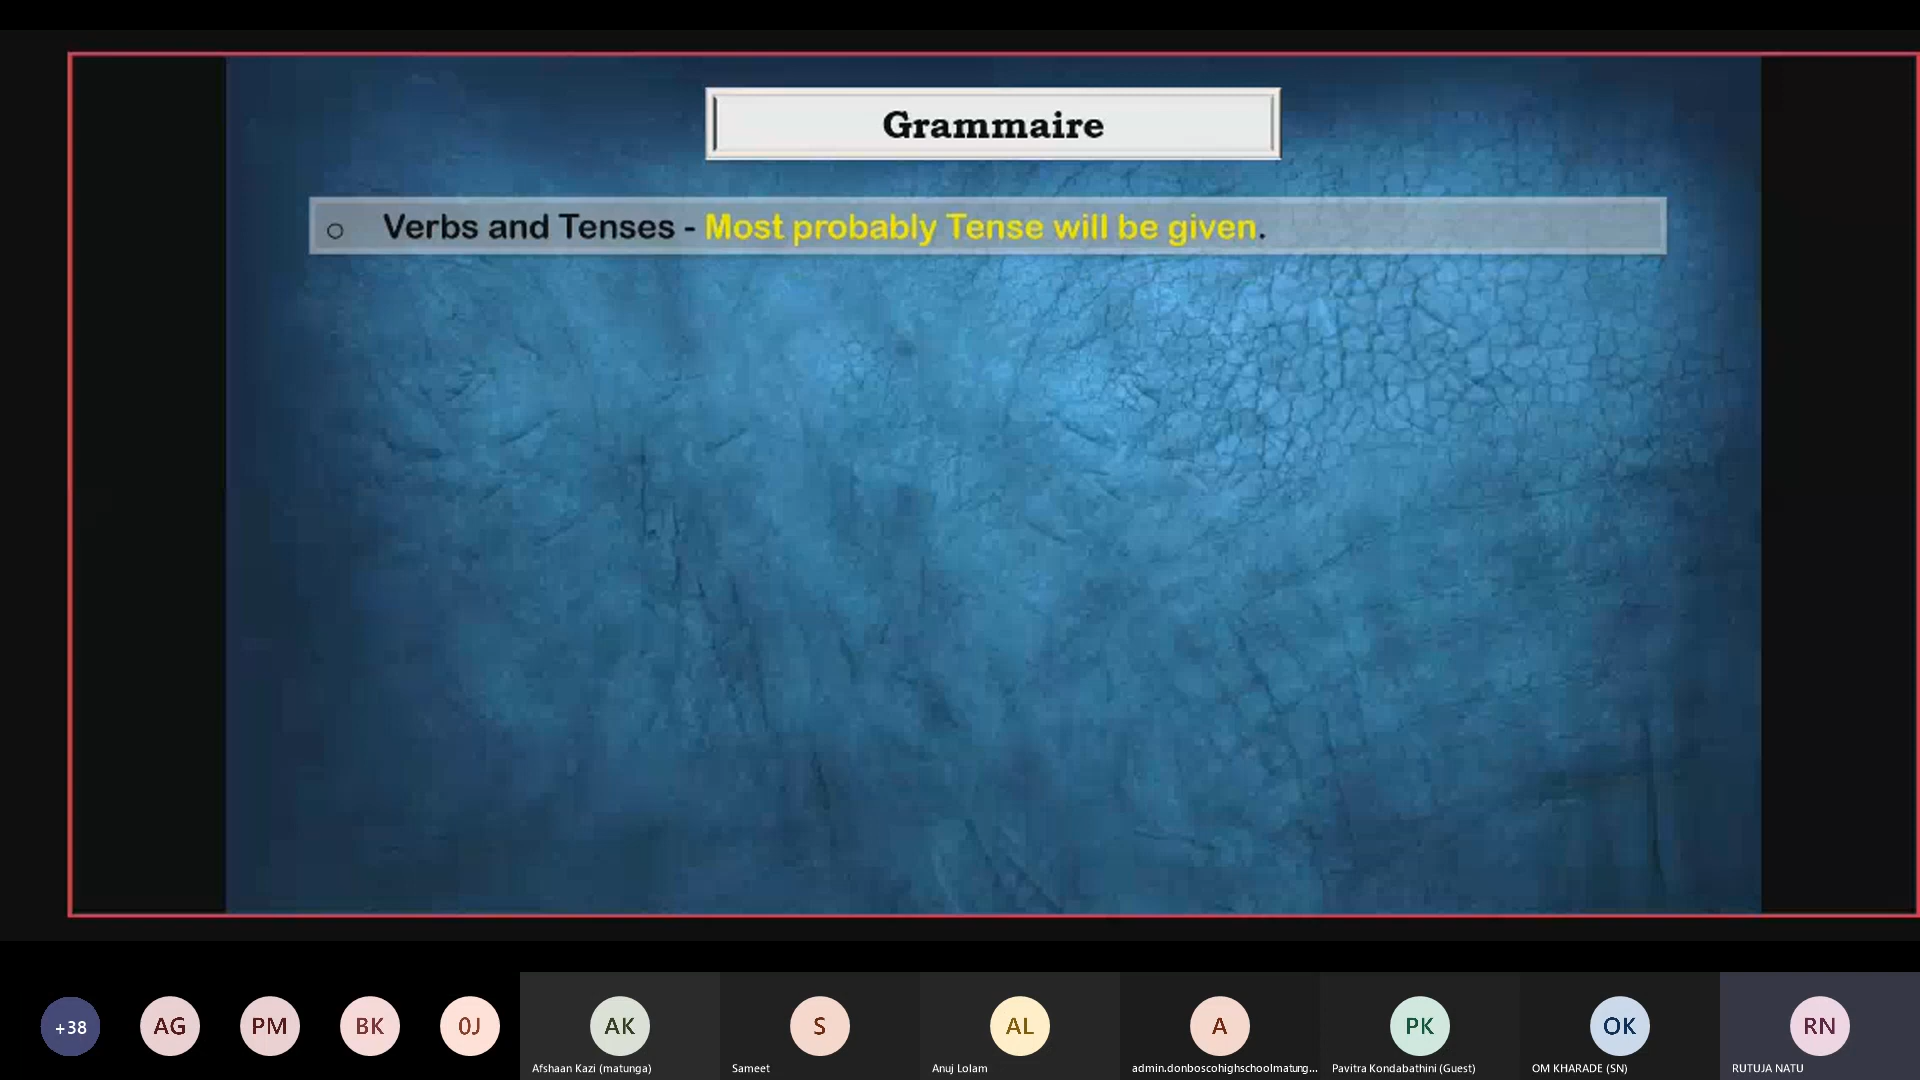 Grammaire
○ Verbs and Tenses - Most probably Tense will be given.
+38
AG
PM
BK
0J
AK
S
AL
A
PK
OK
RN
Afshaan Kazi (matunga)
Sameet
Anuj Lolam
admin.donboscohighschoolmatung...
Pavitra Kondabathini (Guest)
OM KHARADE (SN)
RUTUJA NATU